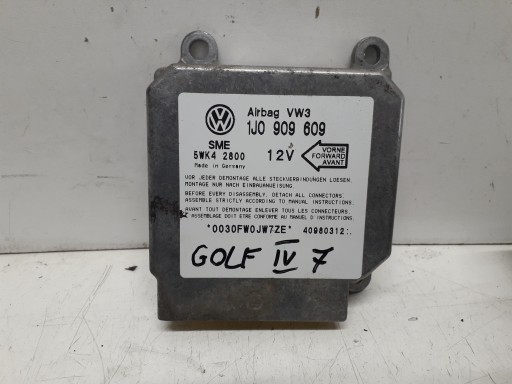 Airbag VW3
1J0 909 609
SME
5WK4 2800
12V
VORNE
FORWARD
AVANT
Made in Germany
VOR JEDER DEMONTAGE ALLE STECKVERBINDUNGEN LOESEN.
MONTAGE NUR NACH EINBAUANWEISUNG.
BEFORE EVERY DISASSEMBLY, DETACH ALL CONNECTORS.
ASSEMBLE STRICTLY ACCORDING TO MANUAL INSTRUCTIONS.
AVANT TOUT DEMONTAGE ENLEVER TOUS LES CONNECTEURS.
L'ASSEMBLAGE DOIT ETRE CONFORME AU MANUEL D'INSTRUCTIONS
*0030FW0JW7ZE* 40980312:.
GOLF IV 7